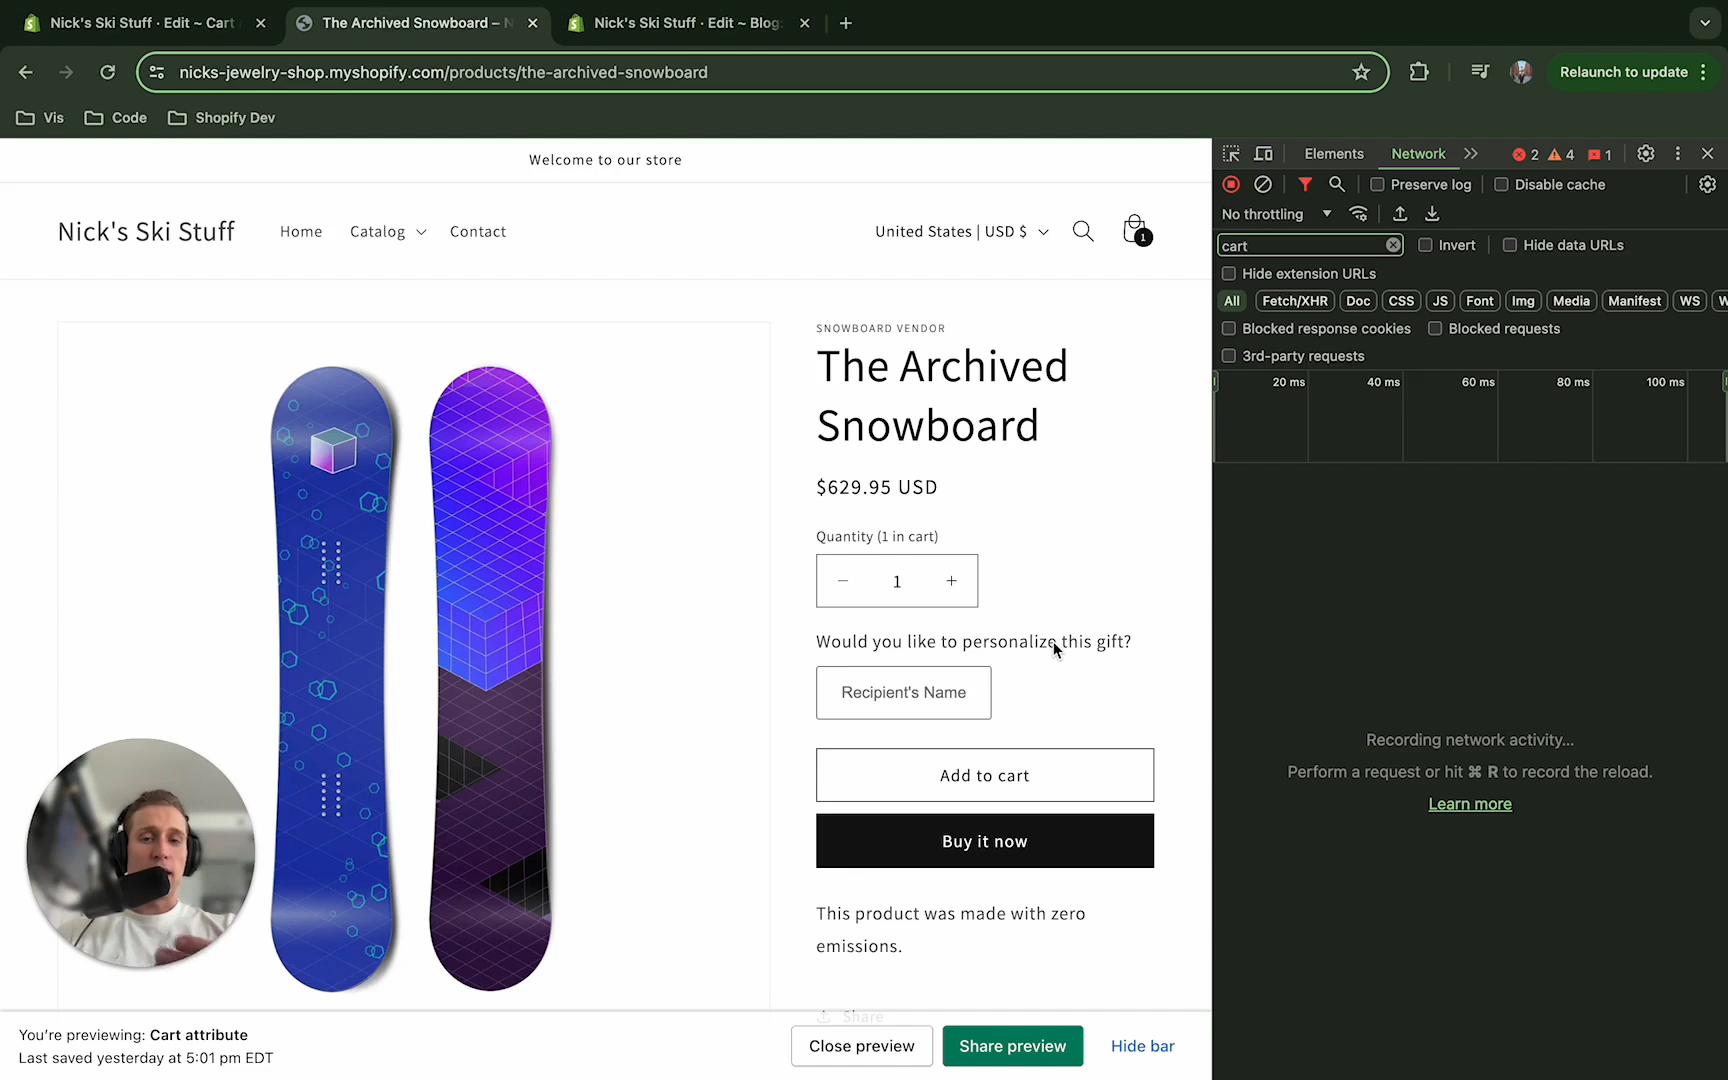 Nick's Ski Stuff · Edit ~ Cart
The Archived Snowboard – N
Nick's Ski Stuff · Edit ~ Blog
nicks-jewelry-shop.myshopify.com/products/the-archived-snowboard
Relaunch to update
Vis
Code
Shopify Dev
Welcome to our store
Nick's Ski Stuff
Home
Catalog
Contact
United States | USD $
1
SNOWBOARD VENDOR
The Archived
Snowboard
$629.95 USD
Quantity (1 in cart)
1
Would you like to personalize this gift?
Recipient's Name
Add to cart
Buy it now
This product was made with zero
emissions.
Share
You're previewing: Cart attribute
Last saved yesterday at 5:01 pm EDT
Close preview
Share preview
Hide bar
Elements
Network
2
4
1
Preserve log
Disable cache
No throttling
cart
Invert
Hide data URLs
Hide extension URLs
All
Fetch/XHR
Doc
CSS
JS
Font
Img
Media
Manifest
WS
Blocked response cookies
Blocked requests
3rd-party requests
20 ms
40 ms
60 ms
80 ms
100 ms
Recording network activity...
Perform a request or hit ⌘ R to record the reload.
Learn more